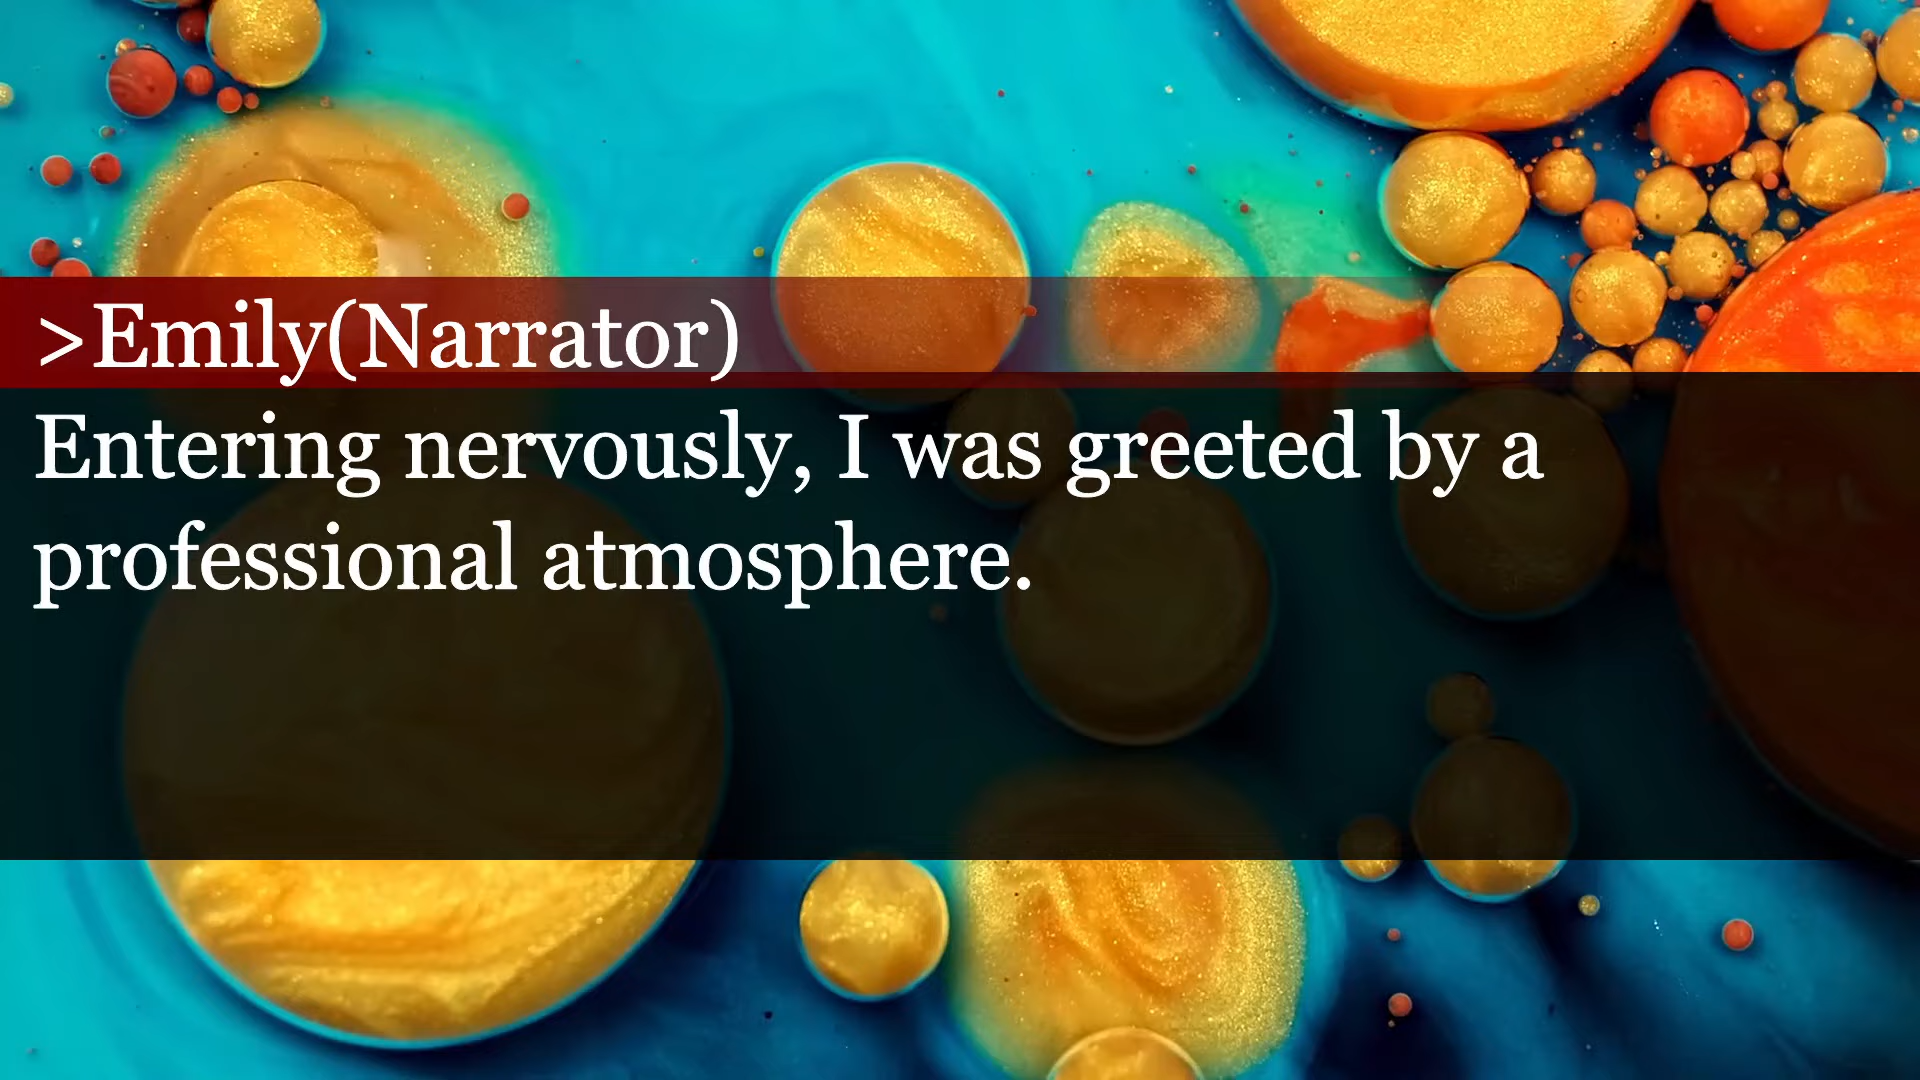 >Emily(Narrator)
Entering nervously, I was greeted by a
professional atmosphere.